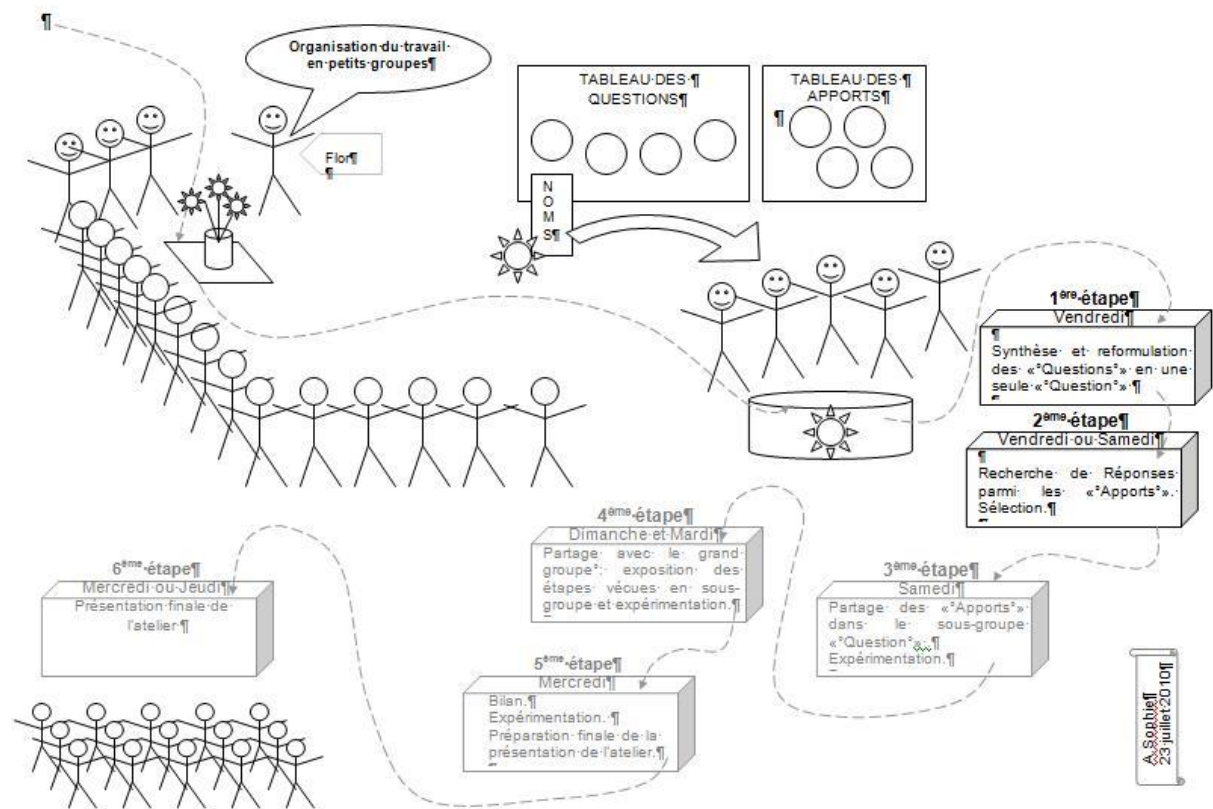 ¶
Organisation·du·travail·
en·petits·groupes¶
Flor¶
¶
TABLEAU·DES·¶
QUESTIONS¶
TABLEAU·DES·¶
APPORTS¶
¶
N
O
M
S¶
1ère·étape¶
Vendredi¶
¶
Synthèse· et· reformulation·
des· «°Questions°»· en· une·
seule·«°Question°»·¶
¶
2ème·étape¶
Vendredi·ou·Samedi¶
¶
Recherche· de· Réponses·
parmi· les· «°Apports°».·
Sélection.¶
¶
3ème·étape¶
Samedi¶
Partage· des· «°Apports°»·
dans· le· sous-groupe·
«°Question°»·.¶
Expérimentation.¶
4ème·étape¶
Dimanche·et·Mardi¶
Partage· avec· le· grand·
groupe°:· exposition· des·
étapes· vécues· en· sous-
groupe·et·expérimentation.¶
5ème·étape¶
Mercredi¶
Bilan.¶
Expérimentation.·¶
Préparation·finale·de·la·
présentation·de·l'atelier.¶
6ème·étape¶
Mercredi·ou·Jeudi¶
Présentation·finale·de·
l'atelier·¶
A.Sophie¶
23·juillet·2010¶